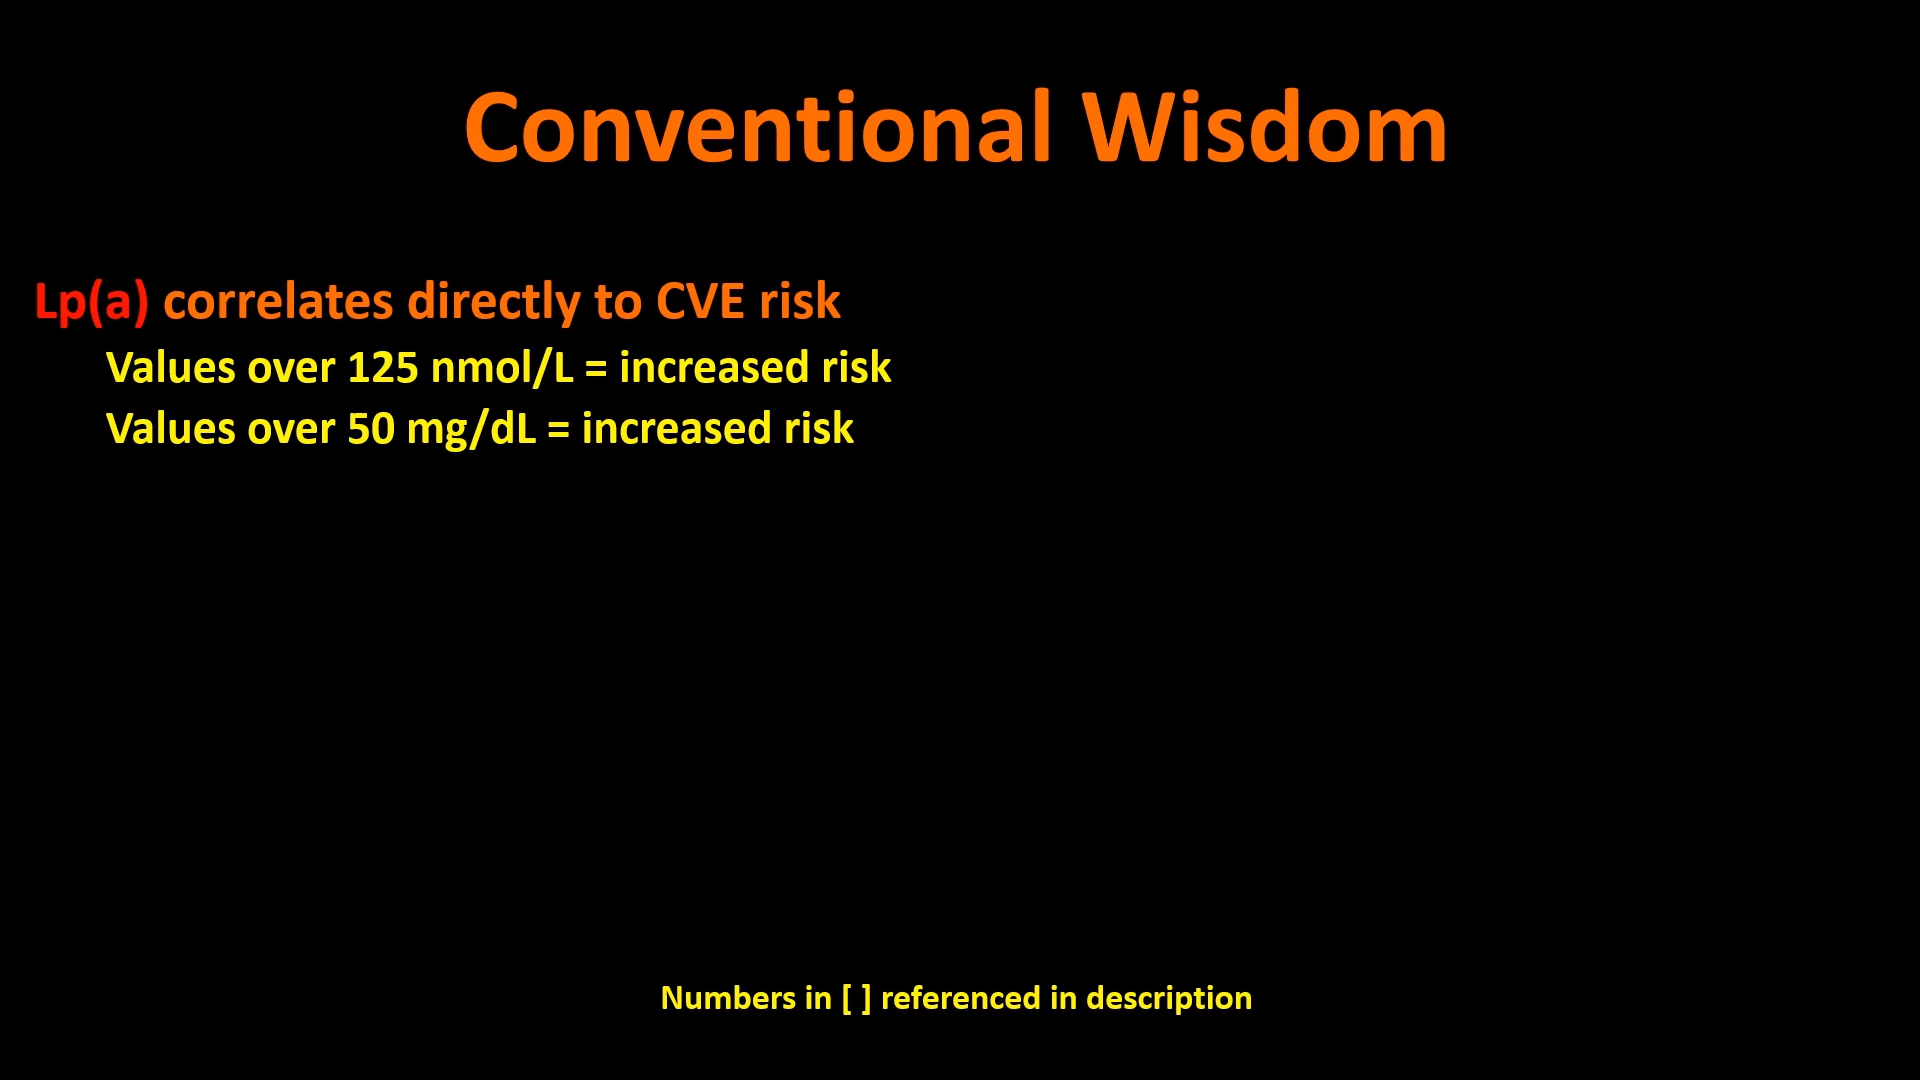 Conventional Wisdom
Lp(a) correlates directly to CVE risk
Values over 125 nmol/L = increased risk
Values over 50 mg/dL = increased risk
Numbers in [ ] referenced in description